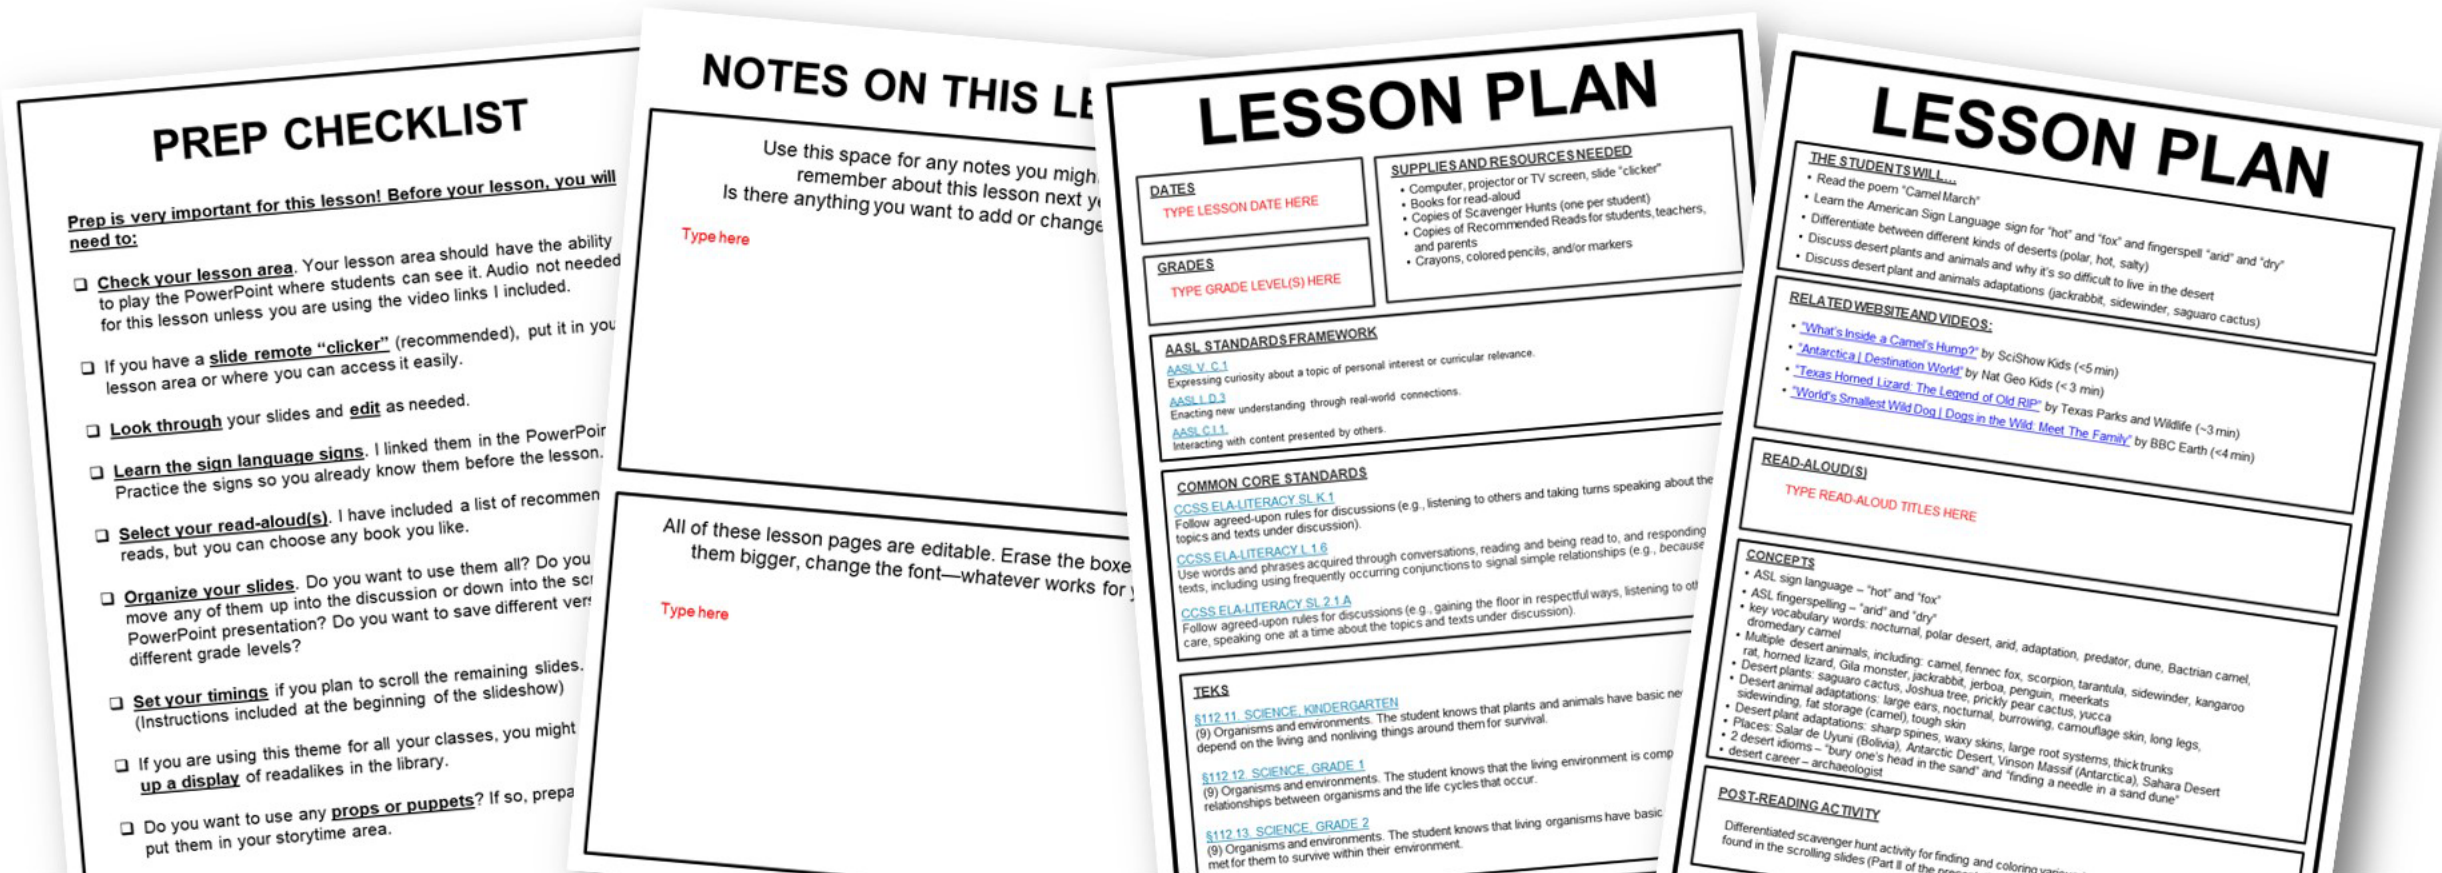 PREP CHECKLIST
Prep is very important for this lesson! Before your lesson, you will
need to:
❑ Check your lesson area. Your lesson area should have the ability
to play the PowerPoint where students can see it. Audio not needed
for this lesson unless you are using the video links I included.
❑ If you have a slide remote “clicker” (recommended), put it in you
lesson area or where you can access it easily.
❑ Look through your slides and edit as needed.
❑ Learn the sign language signs. I linked them in the PowerPoin
Practice the signs so you already know them before the lesson.
❑ Select your read-aloud(s). I have included a list of recommen
reads, but you can choose any book you like.
❑ Organize your slides. Do you want to use them all? Do you
move any of them up into the discussion or down into the scr
PowerPoint presentation? Do you want to save different vers
different grade levels?
❑ Set your timings if you plan to scroll the remaining slides.
(Instructions included at the beginning of the slideshow)
❑ If you are using this theme for all your classes, you might
up a display of readalikes in the library.
❑ Do you want to use any props or puppets? If so, prepa
put them in your storytime area.
NOTES ON THIS LE
Use this space for any notes you migh
remember about this lesson next ye
Is there anything you want to add or change
Type here
All of these lesson pages are editable. Erase the boxe
them bigger, change the font—whatever works for y
Type here
LESSON PLAN
DATES
TYPE LESSON DATE HERE
GRADES
TYPE GRADE LEVEL(S) HERE
SUPPLIES AND RESOURCES NEEDED
• Computer, projector or TV screen, slide "clicker"
• Books for read-aloud
• Copies of Scavenger Hunts (one per student)
• Copies of Recommended Reads for students, teachers,
and parents
• Crayons, colored pencils, and/or markers
AASL STANDARDS FRAMEWORK
AASL V. C.1
Expressing curiosity about a topic of personal interest or curricular relevance.
AASL I. D.3
Enacting new understanding through real-world connections.
AASL C.I.1.
Interacting with content presented by others.
COMMON CORE STANDARDS
CCSS.ELA-LITERACY.SL.K.1
Follow agreed-upon rules for discussions (e.g., listening to others and taking turns speaking about the
topics and texts under discussion).
CCSS.ELA-LITERACY.L.1.6
Use words and phrases acquired through conversations, reading and being read to, and responding
texts, including using frequently occurring conjunctions to signal simple relationships (e.g., because
CCSS.ELA-LITERACY.SL.2.1.A
Follow agreed-upon rules for discussions (e.g., gaining the floor in respectful ways, listening to ot
care, speaking one at a time about the topics and texts under discussion).
TEKS
§112.11. SCIENCE, KINDERGARTEN
(9) Organisms and environments. The student knows that plants and animals have basic ne
depend on the living and nonliving things around them for survival.
§112.12. SCIENCE, GRADE 1
(9) Organisms and environments. The student knows that the living environment is comp
relationships between organisms and the life cycles that occur.
§112.13. SCIENCE, GRADE 2
(9) Organisms and environments. The student knows that living organisms have basic
met for them to survive within their environment.
LESSON PLAN
THE STUDENTS WILL...
• Read the poem "Camel March"
• Learn the American Sign Language sign for "hot" and "fox" and fingerspell "arid" and "dry"
• Differentiate between different kinds of deserts (polar, hot, salty)
• Discuss desert plants and animals and why it's so difficult to live in the desert
• Discuss desert plant and animals adaptations (jackrabbit, sidewinder, saguaro cactus)
RELATED WEBSITE AND VIDEOS:
• "What's Inside a Camel's Hump?" by SciShow Kids (<5 min)
• "Antarctica | Destination World" by Nat Geo Kids (< 3 min)
• "Texas Horned Lizard: The Legend of Old RIP" by Texas Parks and Wildlife (~3 min)
• "World's Smallest Wild Dog | Dogs in the Wild: Meet The Family" by BBC Earth (<4 min)
READ-ALOUD(S)
TYPE READ-ALOUD TITLES HERE
CONCEPTS
• ASL sign language – "hot" and "fox"
• ASL fingerspelling – "arid" and "dry"
• key vocabulary words: nocturnal, polar desert, arid, adaptation, predator, dune, Bactrian camel,
dromedary camel
• Multiple desert animals, including: camel, fennec fox, scorpion, tarantula, sidewinder, kangaroo
rat, horned lizard, Gila monster, jackrabbit, jerboa, penguin, meerkats
• Desert plants: saguaro cactus, Joshua tree, prickly pear cactus, yucca
• Desert animal adaptations: large ears, nocturnal, burrowing, camouflage skin, long legs,
sidewinding, fat storage (camel), tough skin
• Desert plant adaptations: sharp spines, waxy skins, large root systems, thick trunks
• Places: Salar de Uyuni (Bolivia), Antarctic Desert, Vinson Massif (Antarctica), Sahara Desert
• 2 desert idioms – "bury one's head in the sand" and "finding a needle in a sand dune"
• desert career – archaeologist
POST-READING ACTIVITY
Differentiated scavenger hunt activity for finding and coloring
found in the scrolling slides (Part II of the